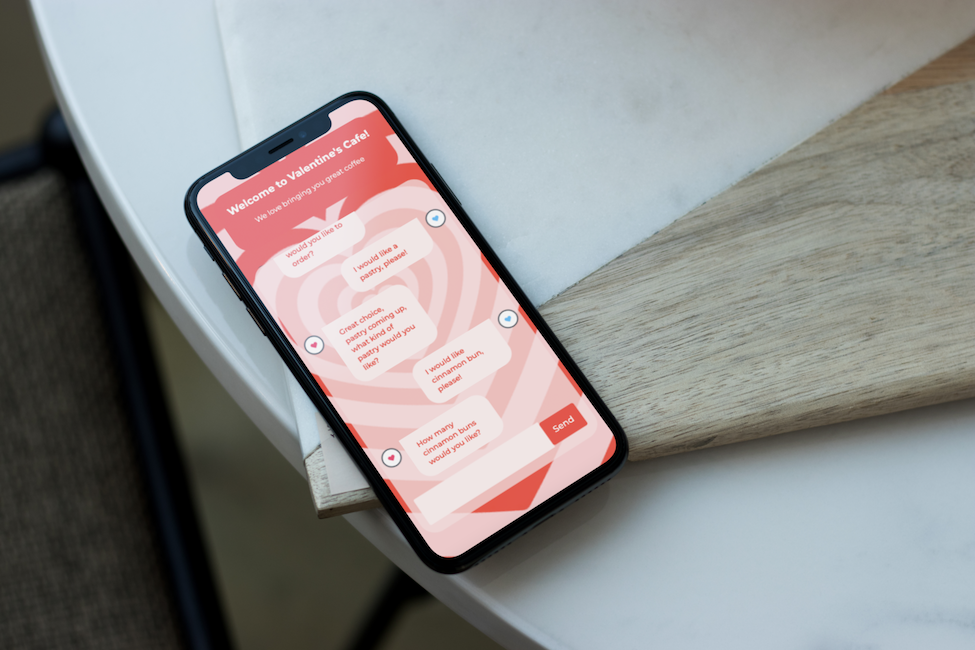 Welcome to Valentine's Cafe!
We love bringing you great coffee
would you like to
order?
I would like a
pastry, please!
Great choice,
pastry coming up,
what kind of
pastry would you
like?
I would like
cinnamon bun,
please!
How many
cinnamon buns
would you like?
Send